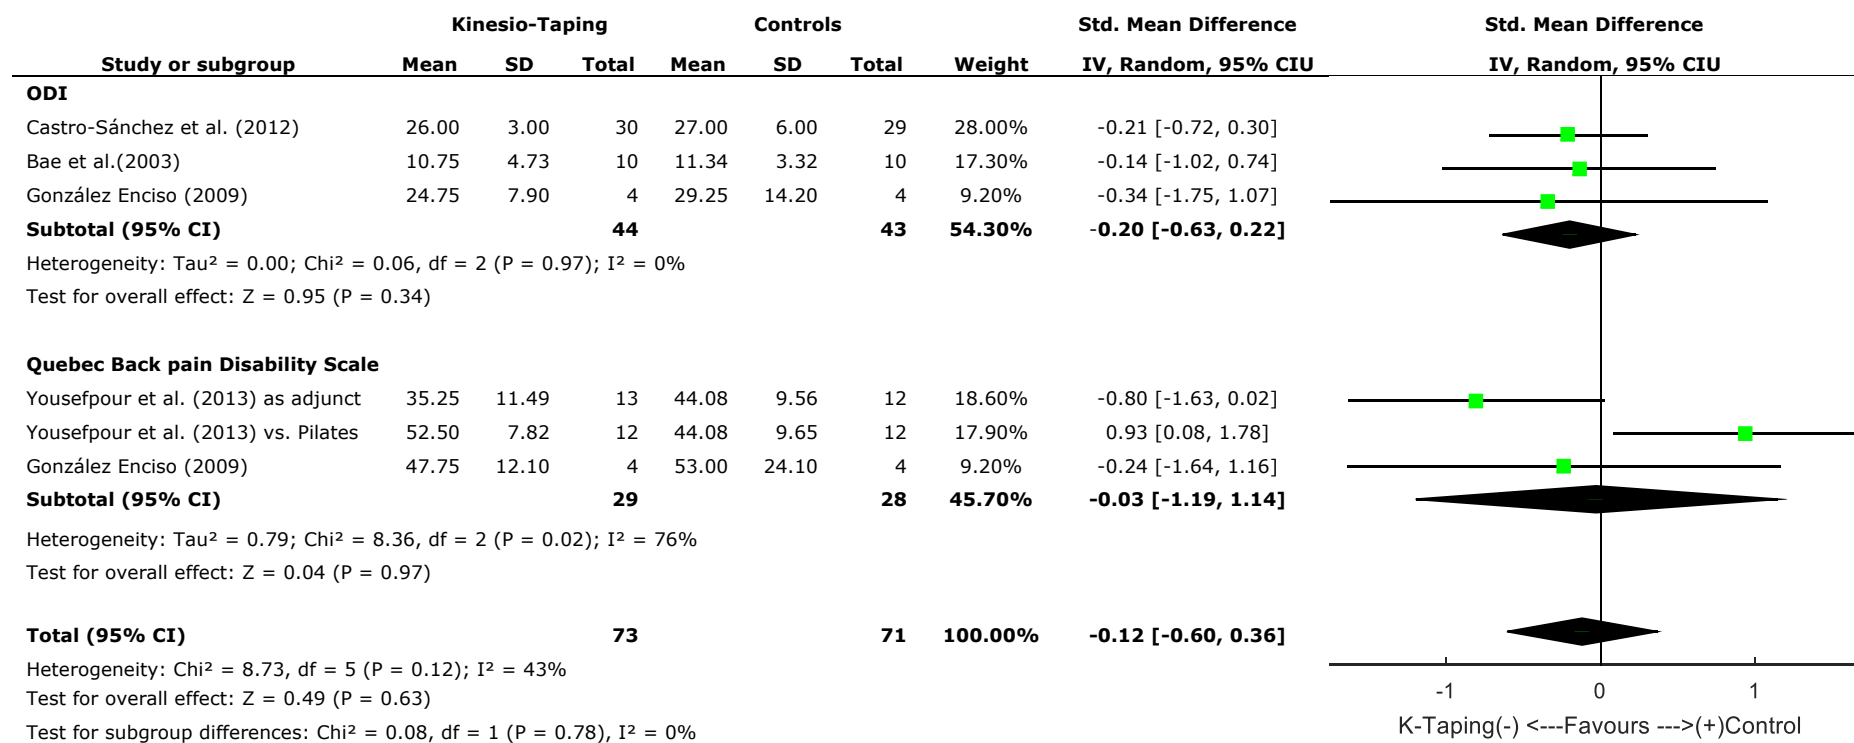 Kinesio-Taping Controls Std. Mean Difference Std. Mean Difference
Study or subgroup Mean SD Total Mean SD Total Weight IV, Random, 95% CIU IV, Random, 95% CIU
ODI
Castro-Sánchez et al. (2012) 26.00 3.00 30 27.00 6.00 29 28.00% -0.21 [-0.72, 0.30]
Bae et al.(2003) 10.75 4.73 10 11.34 3.32 10 17.30% -0.14 [-1.02, 0.74]
González Enciso (2009) 24.75 7.90 4 29.25 14.20 4 9.20% -0.34 [-1.75, 1.07]
Subtotal (95% CI) 44 43 54.30% -0.20 [-0.63, 0.22]
Heterogeneity: Tau² = 0.00; Chi² = 0.06, df = 2 (P = 0.97); I² = 0%
Test for overall effect: Z = 0.95 (P = 0.34)
Quebec Back pain Disability Scale
Yousefpour et al. (2013) as adjunct 35.25 11.49 13 44.08 9.56 12 18.60% -0.80 [-1.63, 0.02]
Yousefpour et al. (2013) vs. Pilates 52.50 7.82 12 44.08 9.65 12 17.90% 0.93 [0.08, 1.78]
González Enciso (2009) 47.75 12.10 4 53.00 24.10 4 9.20% -0.24 [-1.64, 1.16]
Subtotal (95% CI) 29 28 45.70% -0.03 [-1.19, 1.14]
Heterogeneity: Tau² = 0.79; Chi² = 8.36, df = 2 (P = 0.02); I² = 76%
Test for overall effect: Z = 0.04 (P = 0.97)
Total (95% CI) 73 71 100.00% -0.12 [-0.60, 0.36]
Heterogeneity: Chi² = 8.73, df = 5 (P = 0.12); I² = 43%
Test for overall effect: Z = 0.49 (P = 0.63)
Test for subgroup differences: Chi² = 0.08, df = 1 (P = 0.78), I² = 0%
-1 0 1
K-Taping(-) <---Favours --->(+)Control